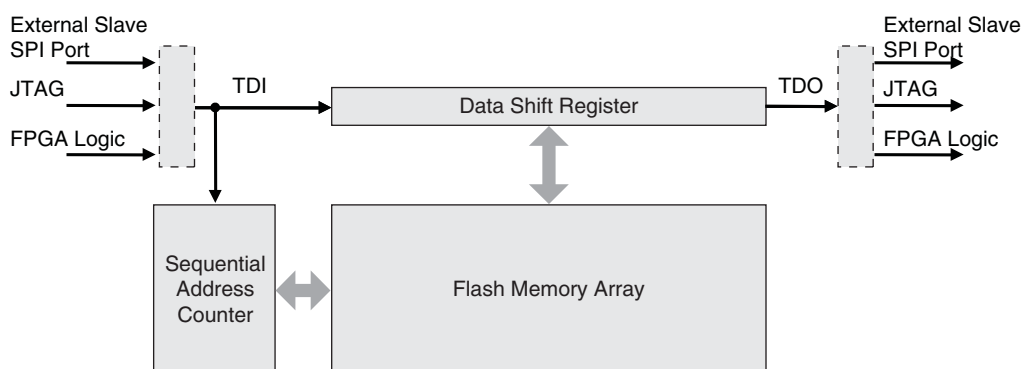 External Slave
SPI Port
JTAG
FPGA Logic
TDI
Data Shift Register
TDO
External Slave
SPI Port
JTAG
FPGA Logic
Sequential
Address
Counter
Flash Memory Array